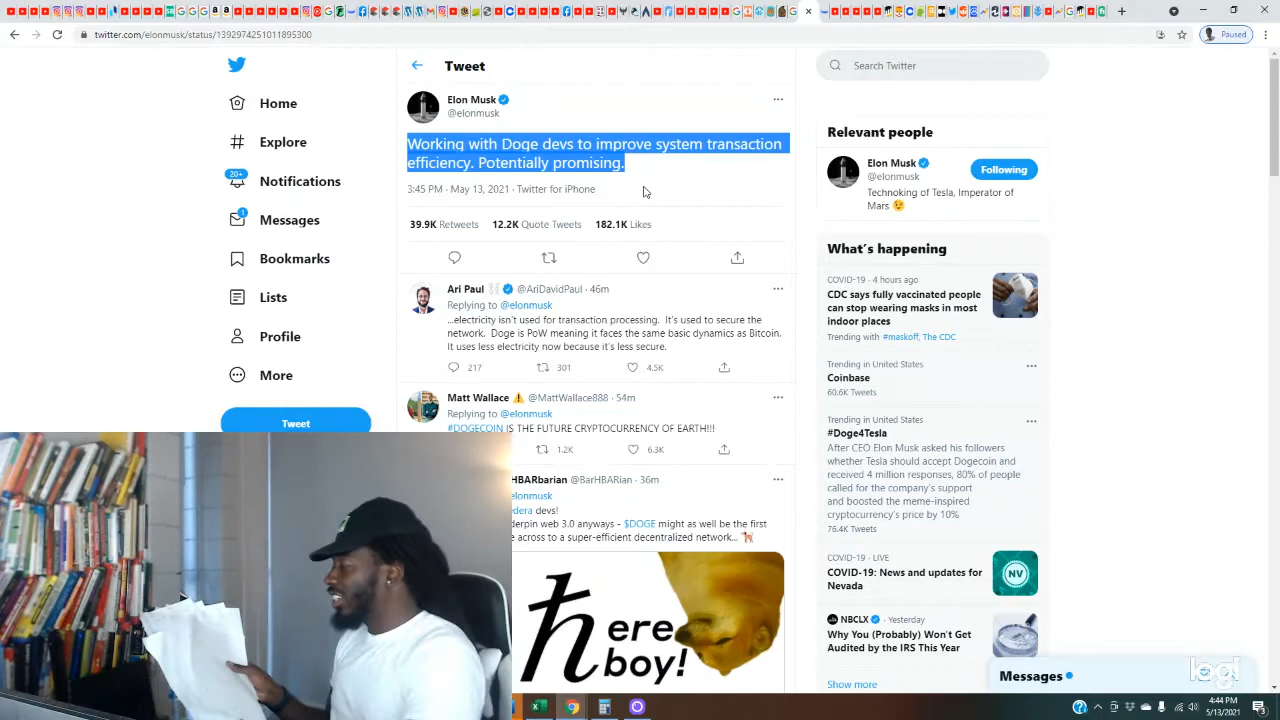 twitter.com/elonmusk/status/1392974251011895300
Paused
Tweet
Search Twitter
Home
Explore
20+
Notifications
1
Messages
Bookmarks
Lists
Profile
More
Tweet
Elon Musk
@elonmusk
Working with Doge devs to improve system transaction
efficiency. Potentially promising.
3:45 PM · May 13, 2021 · Twitter for iPhone
39.9K Retweets 12.2K Quote Tweets 182.1K Likes
Ari Paul @AriDavidPaul · 46m
Replying to @elonmusk
...electricity isn't used for transaction processing. It's used to secure the
network. Doge is PoW meaning it faces the same basic dynamics as Bitcoin.
It uses less electricity now because it's less secure.
217 301 4.5K
Matt Wallace @MattWallace888 · 54m
Replying to @elonmusk
#DOGECOIN IS THE FUTURE CRYPTOCURRENCY OF EARTH!!!
1.2K 6.3K
HBARbarian @BarHBARian · 36m
elonmusk
edera devs!
derpin web 3.0 anyways - $DOGE might as well be the first
e across to a super-efficient decentralized network...
ħere
boy!
Relevant people
Elon Musk
@elonmusk
Following
Technoking of Tesla, Imperator of
Mars
What's happening
COVID-19 · 4 hours ago
CDC says fully vaccinated people
can stop wearing masks in most
indoor places
Trending with #maskoff, The CDC
Trending in United States
Coinbase
60.6K Tweets
Trending in United States
#Doge4Tesla
After CEO Elon Musk asked his followers
whether Tesla should accept Dogecoin and
received 4 million responses, 80% of people
called for the company's support
and boosted the meme-inspired
cryptocurrency's price by 10%
76.4K Tweets
COVID-19 · LIVE
COVID-19: News and updates for
Nevada
NV
NBCLX · Yesterday
Why You (Probably) Won't Get
Audited by the IRS This Year
Show more
Messages
logi
4:44 PM
5/13/2021